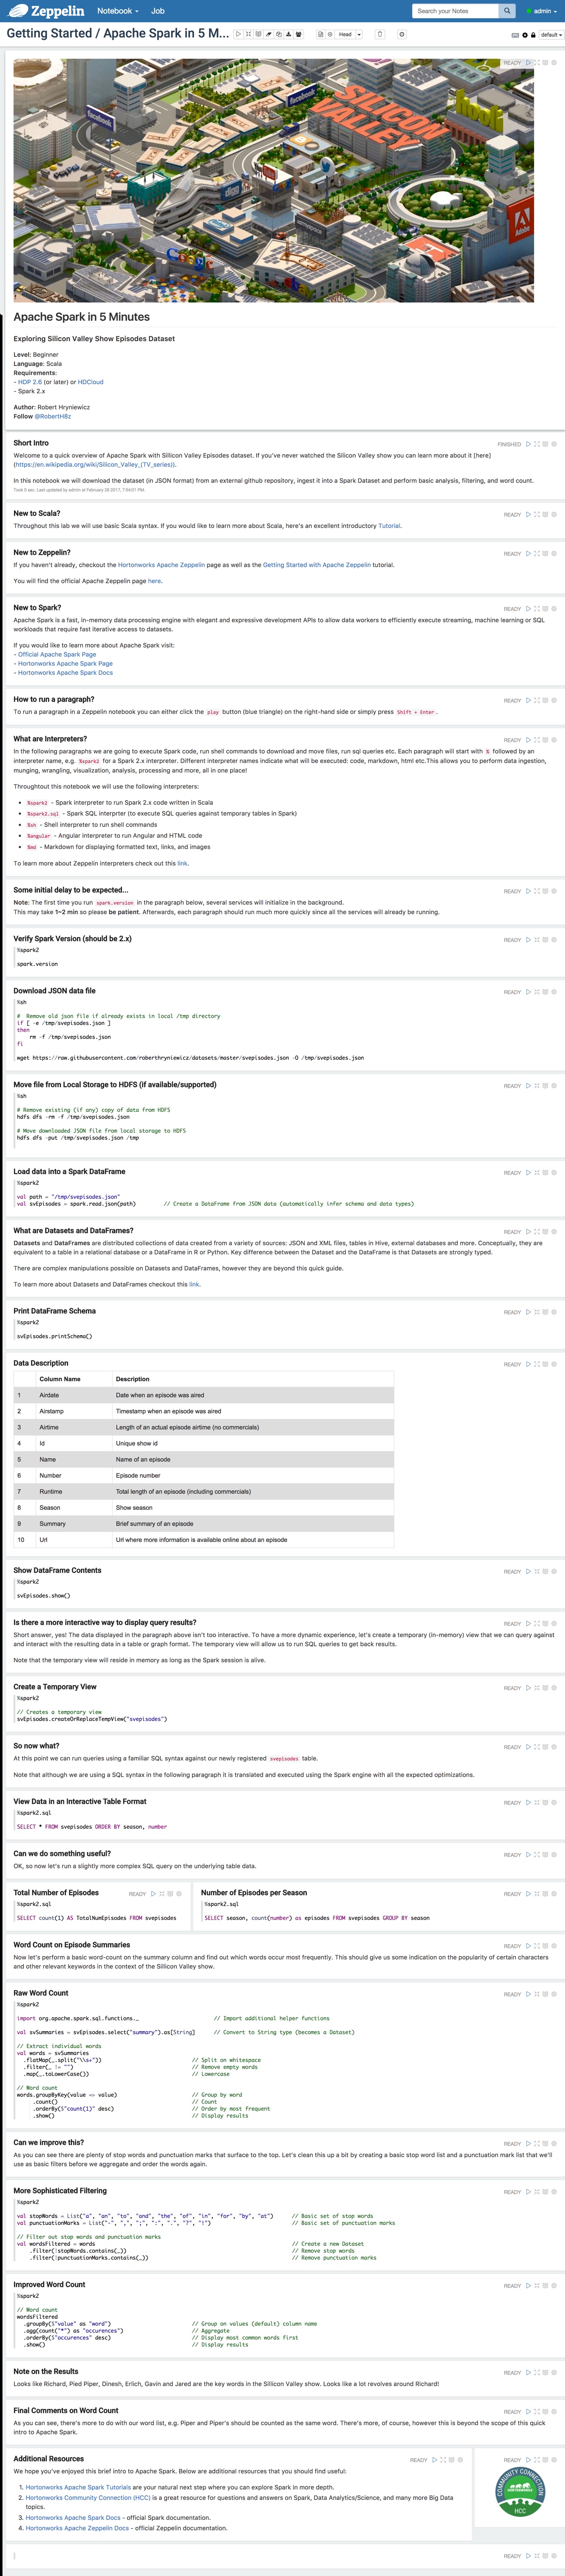 Zeppelin Notebook Job Search your Notes admin
Getting Started / Apache Spark in 5 M... Head default
READY
facebook
facebook
SILICON VALLEY
Google
Adobe
Apache Spark in 5 Minutes
Exploring Silicon Valley Show Episodes Dataset
Level: Beginner
Language: Scala
Requirements:
- HDP 2.6 (or later) or HDCloud
- Spark 2.x
Author: Robert Hryniewicz
Follow @RobertH8z
Short Intro FINISHED
Welcome to a quick overview of Apache Spark with Sillicon Valley Episodes dataset. If you've never watched the Silicon Valley show you can learn more about it [here]
(https://en.wikipedia.org/wiki/Silicon_Valley_(TV_series)).
In this notebook we will download the dataset (in JSON format) from an external github repository, ingest it into a Spark Dataset and perform basic analysis, filtering, and word count.
Took 0 sec. Last updated by admin at February 28 2017, 7:04:01 PM.
New to Scala? READY
Throughout this lab we will use basic Scala syntax. If you would like to learn more about Scala, here's an excellent introductory Tutorial.
New to Zeppelin? READY
If you haven't already, checkout the Hortonworks Apache Zeppelin page as well as the Getting Started with Apache Zeppelin tutorial.
You will find the official Apache Zeppelin page here.
New to Spark? READY
Apache Spark is a fast, in-memory data processing engine with elegant and expressive development APIs to allow data workers to efficiently execute streaming, machine learning or SQL
workloads that require fast iterative access to datasets.
If you would like to learn more about Apache Spark visit:
- Official Apache Spark Page
- Hortonworks Apache Spark Page
- Hortonworks Apache Spark Docs
How to run a paragraph? READY
To run a paragraph in a Zeppelin notebook you can either click the play button (blue triangle) on the right-hand side or simply press Shift + Enter.
What are Interpreters? READY
In the following paragraphs we are going to execute Spark code, run shell commands to download and move files, run sql queries etc. Each paragraph will start with % followed by an
interpreter name, e.g. %spark2 for a Spark 2.x interpreter. Different interpreter names indicate what will be executed: code, markdown, html etc.This allows you to perform data ingestion,
munging, wrangling, visualization, analysis, processing and more, all in one place!
Throughtout this notebook we will use the following interpreters:
• %spark2 - Spark interpreter to run Spark 2.x code written in Scala
• %spark2.sql - Spark SQL interprter (to execute SQL queries against temporary tables in Spark)
• %sh - Shell interpreter to run shell commands
• %angular - Angular interpreter to run Angular and HTML code
• %md - Markdown for displaying formatted text, links, and images
To learn more about Zeppelin interpreters check out this link.
Some initial delay to be expected... READY
Note: The first time you run spark.version in the paragraph below, several services will initialize in the background.
This may take 1~2 min so please be patient. Afterwards, each paragraph should run much more quickly since all the services will already be running.
Verify Spark Version (should be 2.x) READY
%spark2
spark.version
Download JSON data file READY
%sh
#  Remove old json file if already exists in local /tmp directory
if [ -e /tmp/svepisodes.json ]
then
rm -f /tmp/svepisodes.json
fi
wget https://raw.githubusercontent.com/roberthryniewicz/datasets/master/svepisodes.json -O /tmp/svepisodes.json
Move file from Local Storage to HDFS (if available/supported) READY
%sh
# Remove existing (if any) copy of data from HDFS
hdfs dfs -rm -f /tmp/svepisodes.json
# Move downloaded JSON file from local storage to HDFS
hdfs dfs -put /tmp/svepisodes.json /tmp
Load data into a Spark DataFrame READY
%spark2
val path = "/tmp/svepisodes.json"
val svEpisodes = spark.read.json(path) // Create a DataFrame from JSON data (automatically infer schema and data types)
What are Datasets and DataFrames? READY
Datasets and DataFrames are distributed collections of data created from a variety of sources: JSON and XML files, tables in Hive, external databases and more. Conceptually, they are
equivalent to a table in a relational database or a DataFrame in R or Python. Key difference between the Dataset and the DataFrame is that Datasets are strongly typed.
There are complex manipulations possible on Datasets and DataFrames, however they are beyond this quick guide.
To learn more about Datasets and DataFrames checkout this link.
Print DataFrame Schema READY
%spark2
svEpisodes.printSchema()
Data Description READY
Column Name Description
1 Airdate Date when an episode was aired
2 Airstamp Timestamp when an episode was aired
3 Airtime Length of an actual episode airtime (no commercials)
4 Id Unique show id
5 Name Name of an episode
6 Number Episode number
7 Runtime Total length of an episode (including commercials)
8 Season Show season
9 Summary Brief summary of an episode
10 Url Url where more information is available online about an episode
Show DataFrame Contents READY
%spark2
svEpisodes.show()
Is there a more interactive way to display query results? READY
Short answer, yes! The data displayed in the paragraph above isn't too interactive. To have a more dynamic experience, let's create a temporary (in-memory) view that we can query against
and interact with the resulting data in a table or graph format. The temporary view will allow us to run SQL queries to get back results.
Note that the temporary view will reside in memory as long as the Spark session is alive.
Create a Temporary View READY
%spark2
// Creates a temporary view
svEpisodes.createOrReplaceTempView("svepisodes")
So now what? READY
At this point we can run queries using a familiar SQL syntax against our newly registered svepisodes table.
Note that although we are using a SQL syntax in the following paragraph it is translated and executed using the Spark engine with all the expected optimizations.
View Data in an Interactive Table Format READY
%spark2.sql
SELECT * FROM svepisodes ORDER BY season, number
Can we do something useful? READY
OK, so now let's run a slightly more complex SQL query on the underlying table data.
Total Number of Episodes READY Number of Episodes per Season READY
%spark2.sql %spark2.sql
SELECT count(1) AS TotalNumEpisodes FROM svepisodes SELECT season, count(number) as episodes FROM svepisodes GROUP BY season
Word Count on Episode Summaries READY
Now let's perform a basic word-count on the summary column and find out which words occur most frequently. This should give us some indication on the popularity of certain characters
and other relevant keywords in the context of the Sillicon Valley show.
Raw Word Count READY
%spark2
import org.apache.spark.sql.functions._ // Import additional helper functions
val svSummaries = svEpisodes.select("summary").as[String] // Convert to String type (becomes a Dataset)
// Extract individual words
val words = svSummaries
.flatMap(_.split("\\s+")) // Split on whitespace
.filter(_ != "") // Remove empty words
.map(_.toLowerCase()) // Lowercase
// Word count
words.groupByKey(value => value) // Group by word
.count() // Count
.orderBy($"count(1)" desc) // Order by most frequent
.show() // Display results
Can we improve this? READY
As you can see there are plenty of stop words and punctuation marks that surface to the top. Let's clean this up a bit by creating a basic stop word list and a punctuation mark list that we'll
use as basic filters before we aggregate and order the words again.
More Sophisticated Filtering READY
%spark2
val stopWords = List("a", "an", "to", "and", "the", "of", "in", "for", "by", "at") // Basic set of stop words
val punctuationMarks = List("-", ",", ";", ":", ".", "?", "!") // Basic set of punctuation marks
// Filter out stop words and punctuation marks
val wordsFiltered = words // Create a new Dataset
.filter(!stopWords.contains(_)) // Remove stop words
.filter(!punctuationMarks.contains(_)) // Remove punctuation marks
Improved Word Count READY
%spark2
// Word count
wordsFiltered
.groupBy($"value" as "word") // Group on values (default) column name
.agg(count("*") as "occurences") // Aggregate
.orderBy($"occurences" desc) // Display most common words first
.show() // Display results
Note on the Results READY
Looks like Richard, Pied Piper, Dinesh, Erlich, Gavin and Jared are the key words in the Sillicon Valley show. Looks like a lot revolves around Richard!
Final Comments on Word Count READY
As you can see, there's more to do with our word list, e.g. Piper and Piper's should be counted as the same word. There's more, of course, however this is beyond the scope of this quick
intro to Apache Spark.
Additional Resources READY READY
We hope you've enjoyed this brief intro to Apache Spark. Below are additional resources that you should find useful:
1. Hortonworks Apache Spark Tutorials are your natural next step where you can explore Spark in more depth.
2. Hortonworks Community Connection (HCC) is a great resource for questions and answers on Spark, Data Analytics/Science, and many more Big Data
topics.
3. Hortonworks Apache Spark Docs - official Spark documentation.
4. Hortonworks Apache Zeppelin Docs - official Zeppelin documentation.
COMMUNITY CONNECTION
HORTONWORKS
HCC
READY